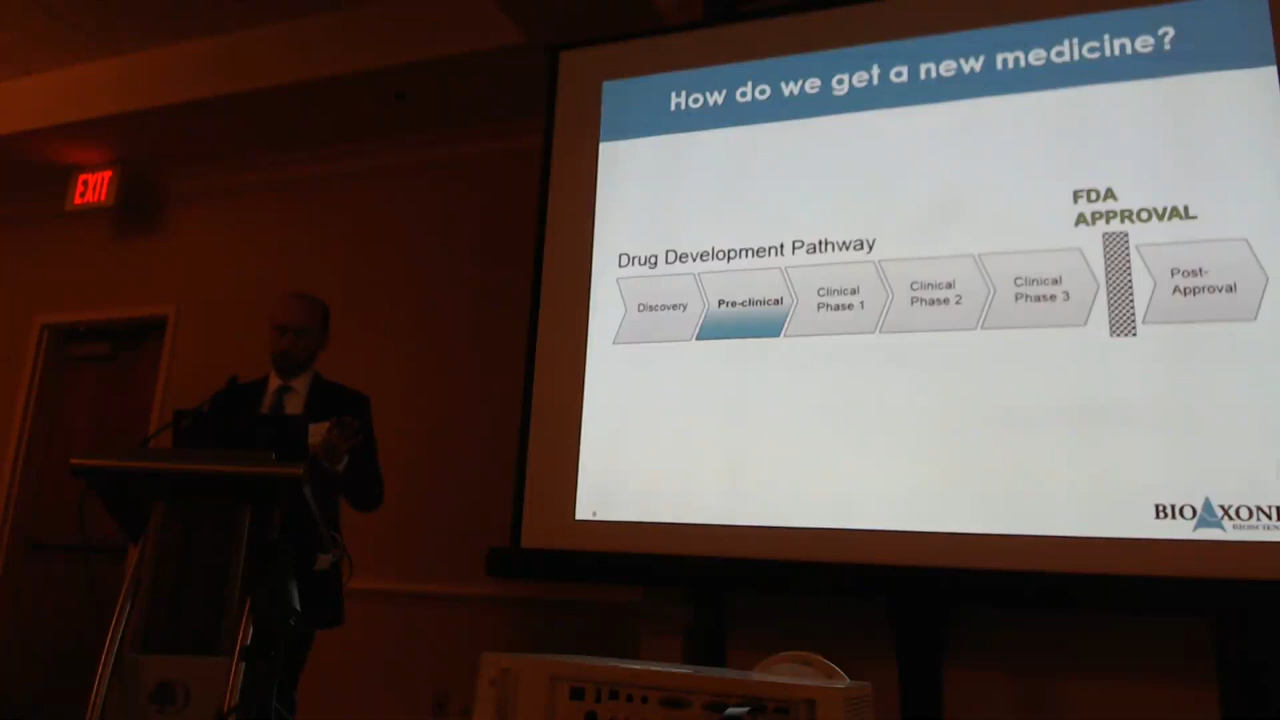 How do we get a new medicine?
EXIT
FDA
APPROVAL
Drug Development Pathway
Discovery
Pre-clinical
Clinical
Phase 1
Clinical
Phase 2
Clinical
Phase 3
Post-
Approval
BIOAXONE